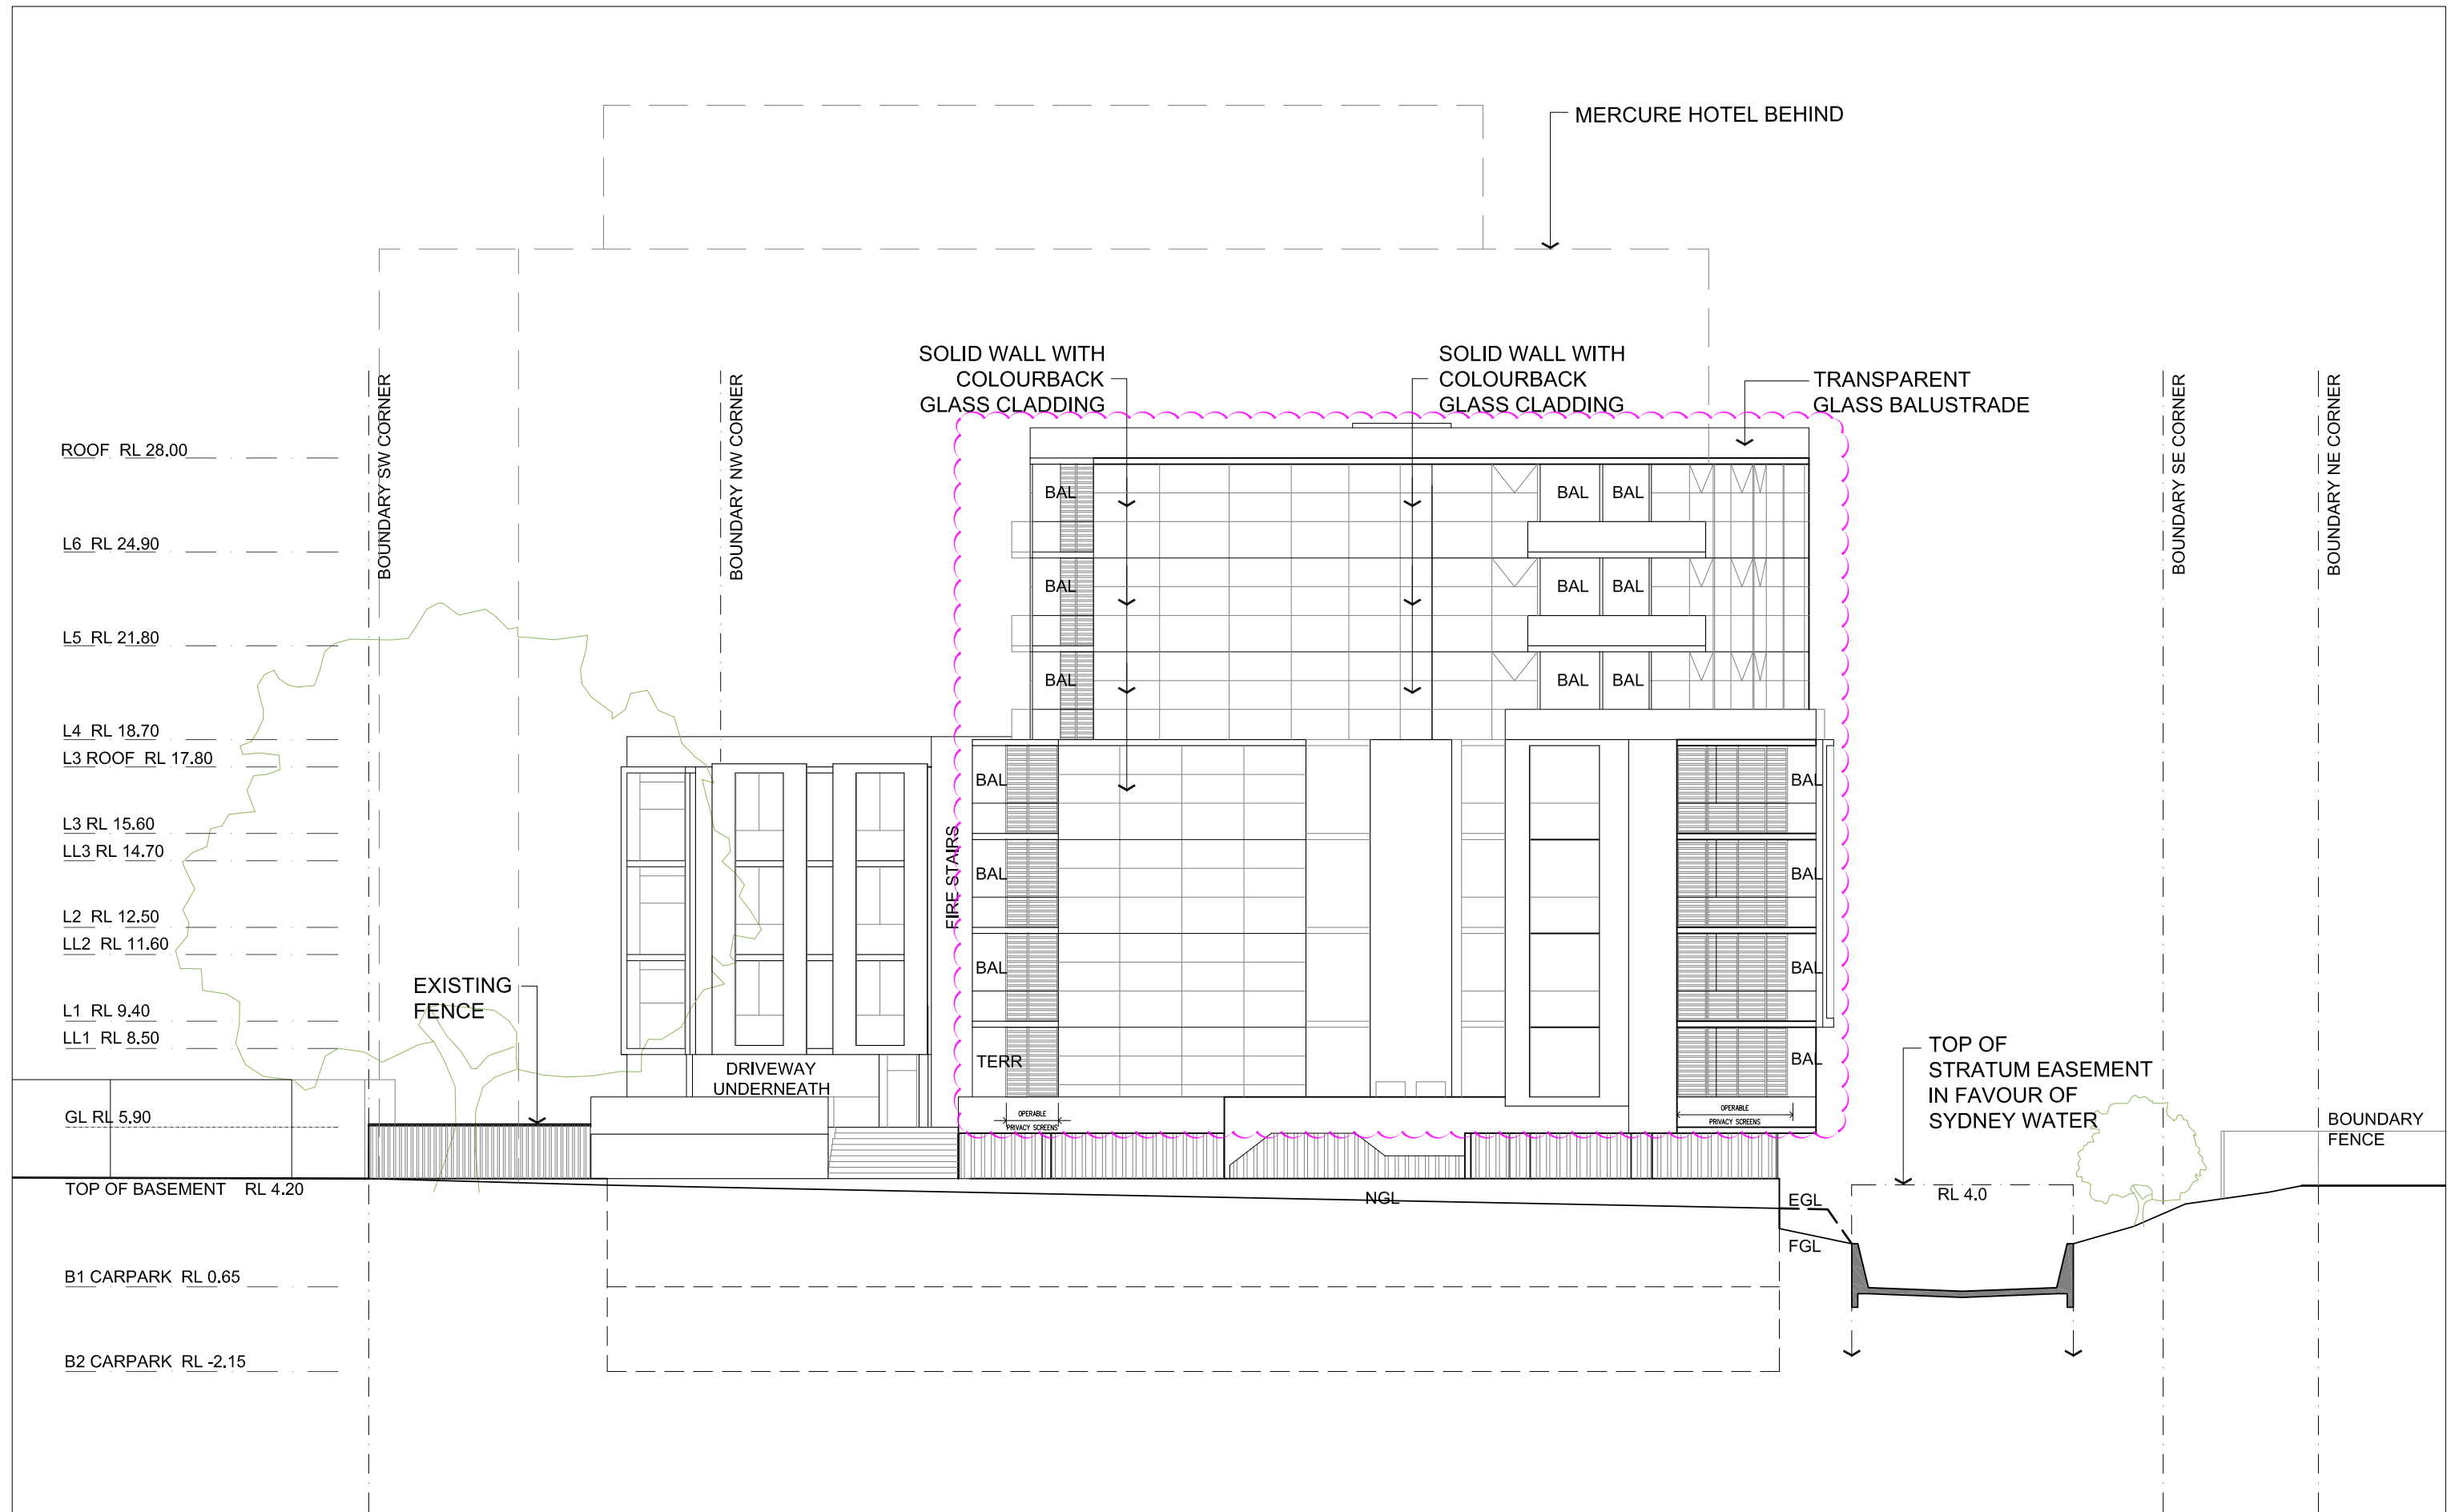 MERCURE HOTEL BEHIND
SOLID WALL WITH
COLOURBACK
GLASS CLADDING
SOLID WALL WITH
COLOURBACK
GLASS CLADDING
TRANSPARENT
GLASS BALUSTRADE
BOUNDARY SW CORNER
BOUNDARY NW CORNER
BOUNDARY SE CORNER
BOUNDARY NE CORNER
ROOF RL 28.00
L6 RL 24.90
L5 RL 21.80
L4 RL 18.70
L3 ROOF RL 17.80
L3 RL 15.60
LL3 RL 14.70
L2 RL 12.50
LL2 RL 11.60
L1 RL 9.40
LL1 RL 8.50
GL RL 5,90
TOP OF BASEMENT RL 4.20
B1 CARPARK RL 0.65
B2 CARPARK RL -2.15
BAL BAL BAL
BAL BAL BAL
BAL BAL BAL
BAL BAL
BAL BAL
BAL BAL
TERR BAL
FIRE STAIRS
EXISTING
FENCE
DRIVEWAY
UNDERNEATH
OPERABLE
PRIVACY SCREENS
OPERABLE
PRIVACY SCREENS
TOP OF
STRATUM EASEMENT
IN FAVOUR OF
SYDNEY WATER
BOUNDARY
FENCE
NGL
EGL
FGL
RL 4.0